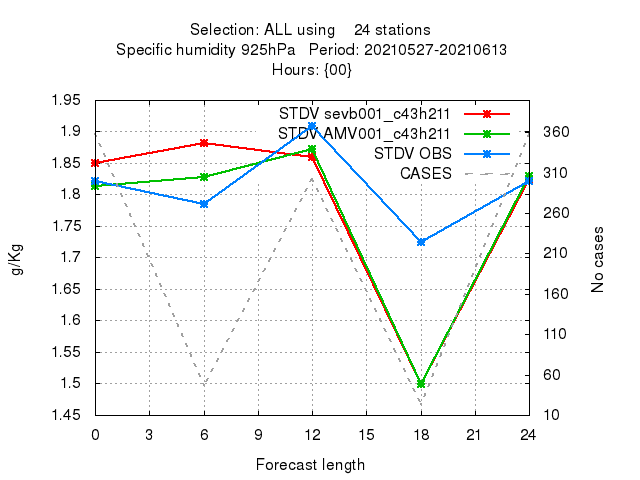 Selection: ALL using 24 stations
Specific humidity 925hPa Period: 20210527-20210613
Hours: {00}
STDV sevb001_c43h211
STDV AMV001_c43h211
STDV OBS
CASES
1.95
1.9
1.85
1.8
1.75
1.7
1.65
1.6
1.55
1.5
1.45
g/Kg
360
310
260
210
160
110
60
10
No cases
0 3 6 9 12 15 18 21 24
Forecast length